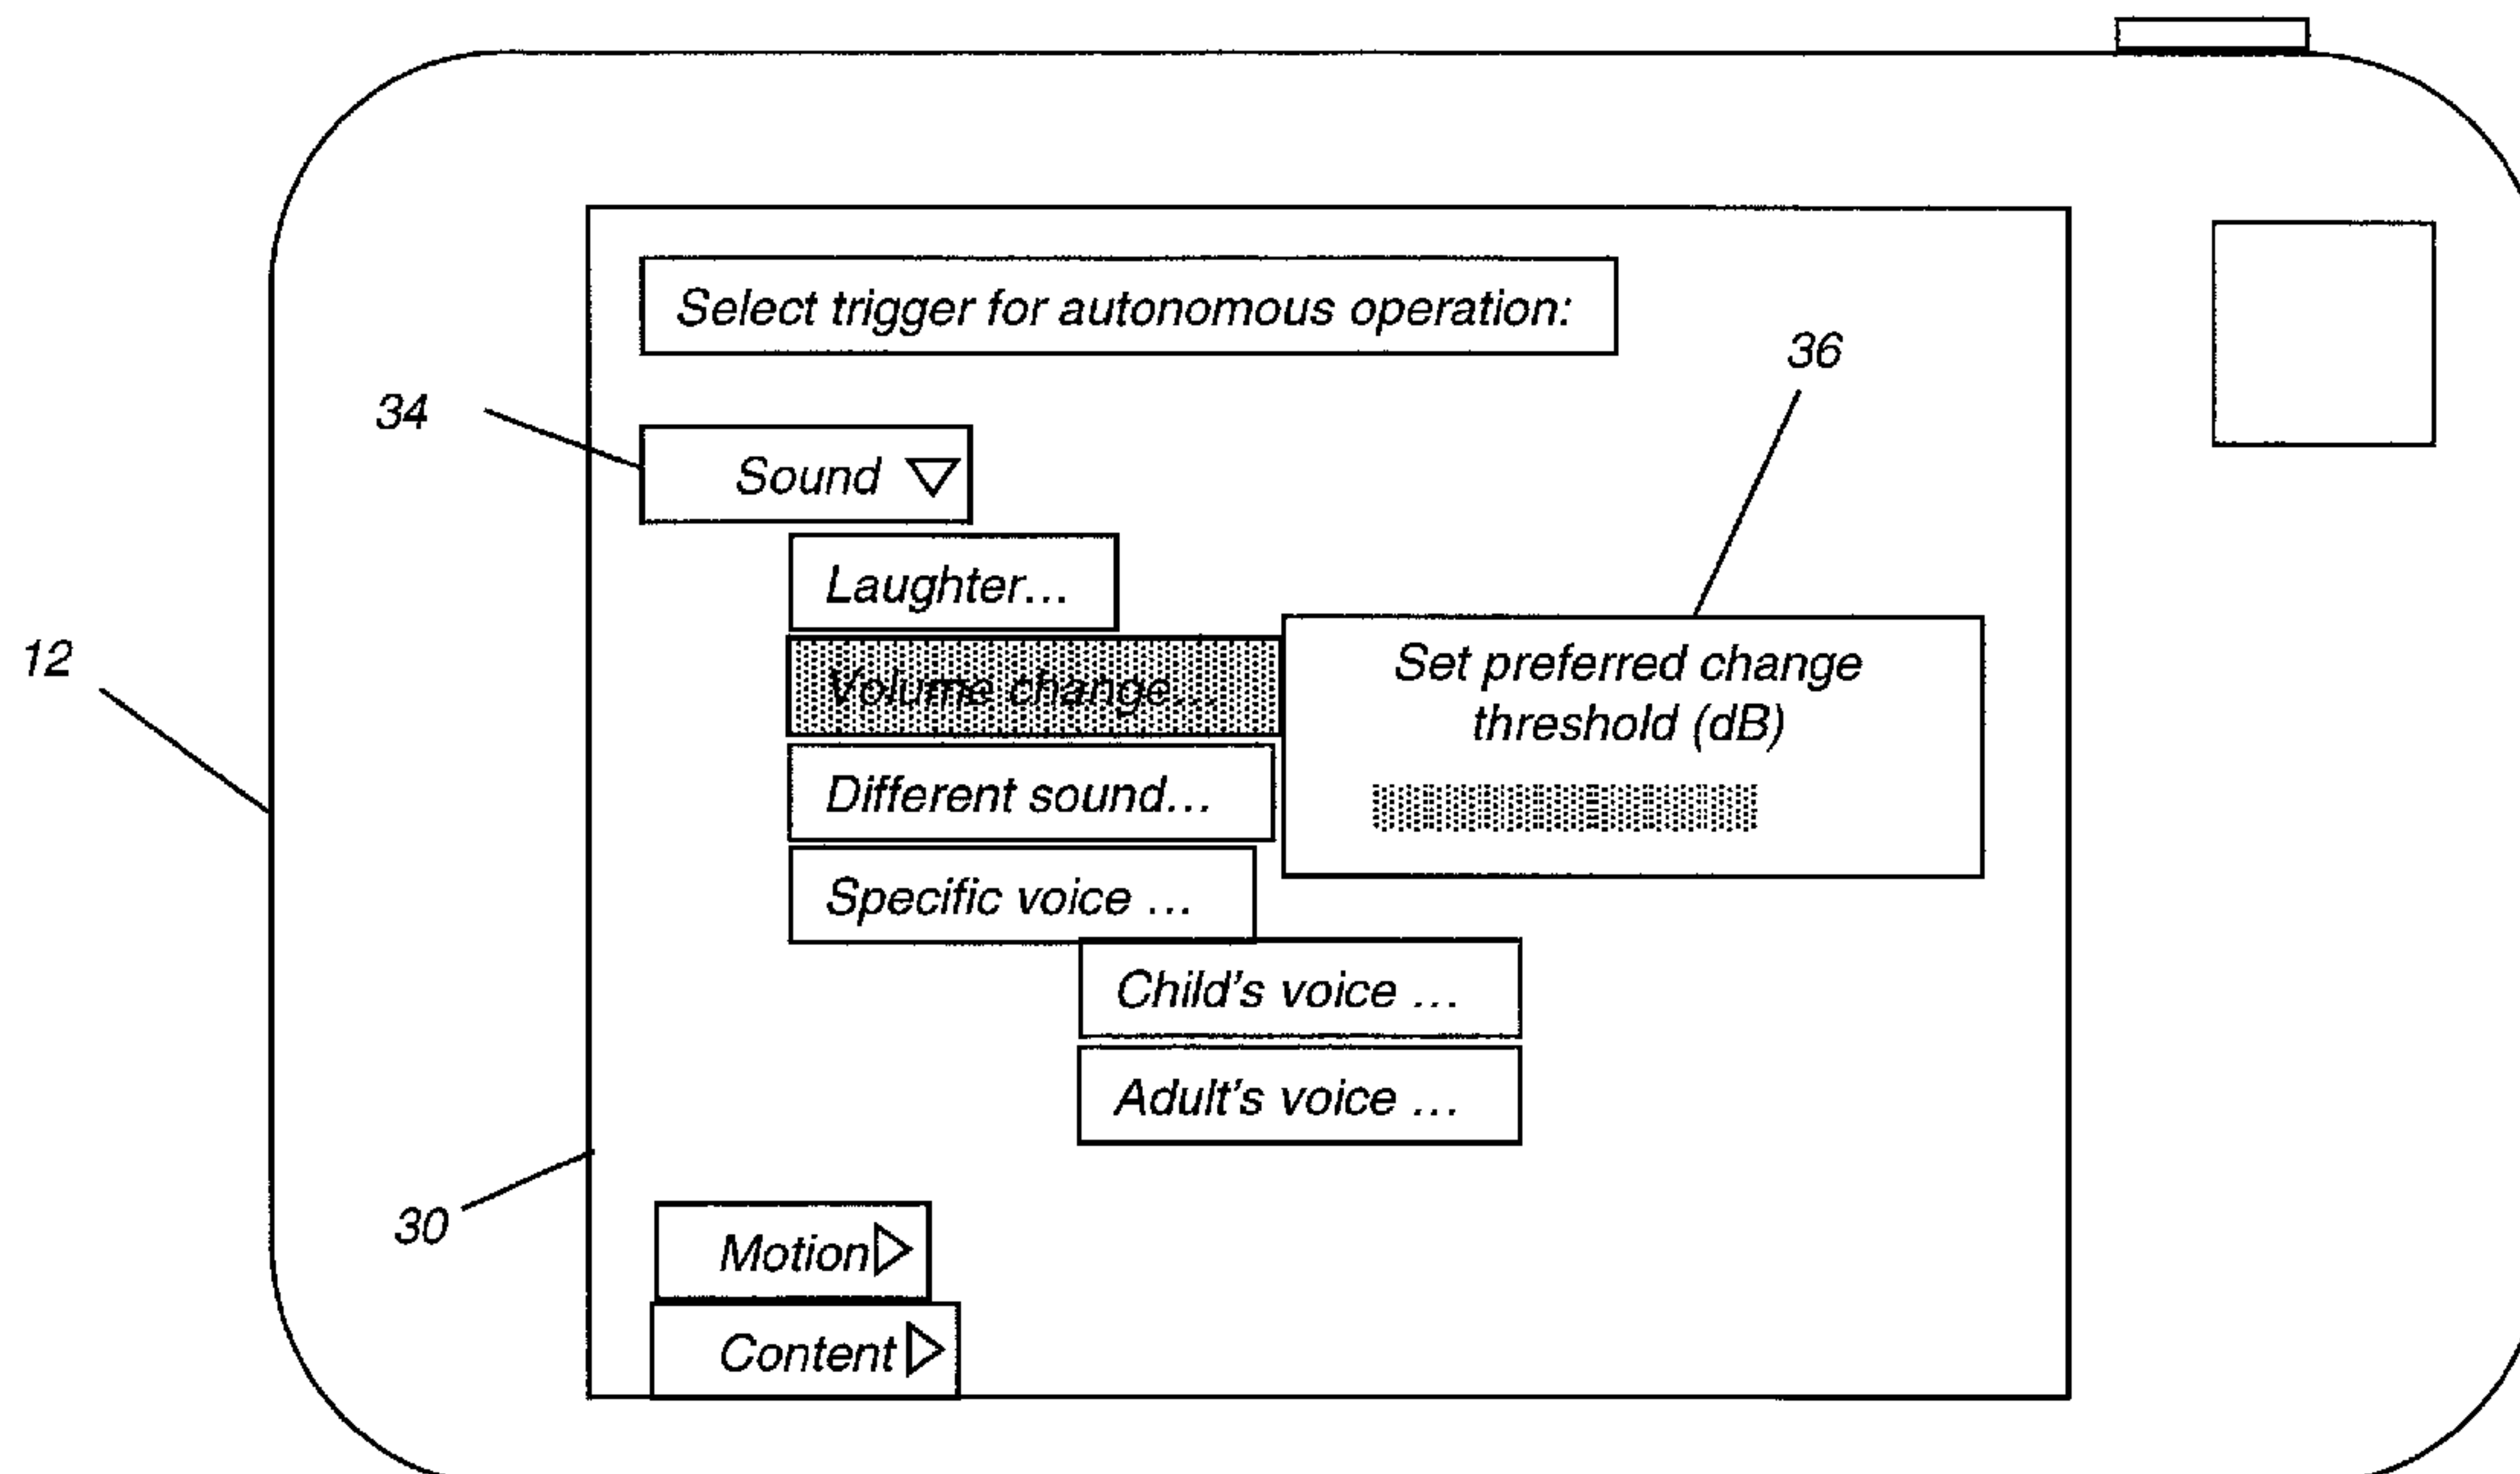 Select trigger for autonomous operation:
36
34
Sound
Laughter...
12
Volume change...
Set preferred change
threshold (dB)
Different sound...
Specific voice ...
Child's voice ...
Adult's voice ...
30
Motion
Content